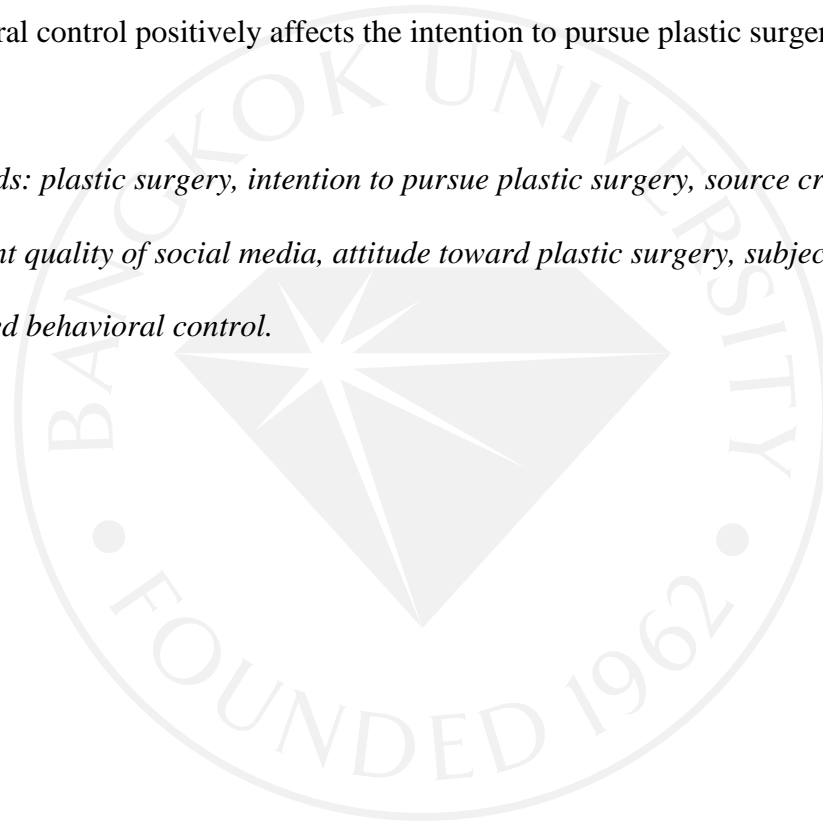 ral control positively affects the intention to pursue plastic surger
ds: plastic surgery, intention to pursue plastic surgery, source cr
nt quality of social media, attitude toward plastic surgery, subjec
ed behavioral control.
BANGKOK UNIVERSITY
FOUNDED 1962